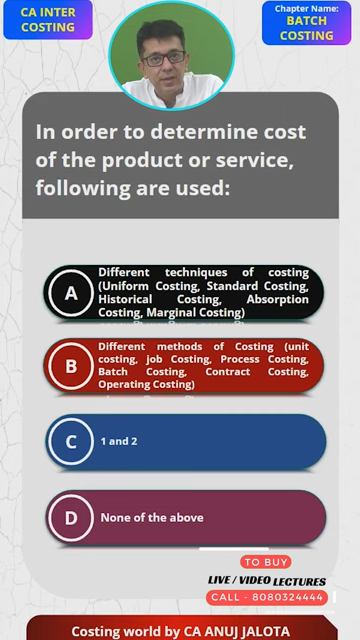 CA INTER
COSTING
Chapter Name:
BATCH
COSTING
In order to determine cost
of the product or service,
following are used:
A
Different techniques of costing
(Uniform Costing, Standard Costing,
Historical Costing, Absorption
Costing, Marginal Costing)
B
Different methods of Costing (unit
costing, job Costing, Process Costing,
Batch Costing, Contract Costing,
Operating Costing)
C
1 and 2
D
None of the above
TO BUY
LIVE / VIDEO LECTURES
CALL - 8080324444
Costing world by CA ANUJ JALOTA